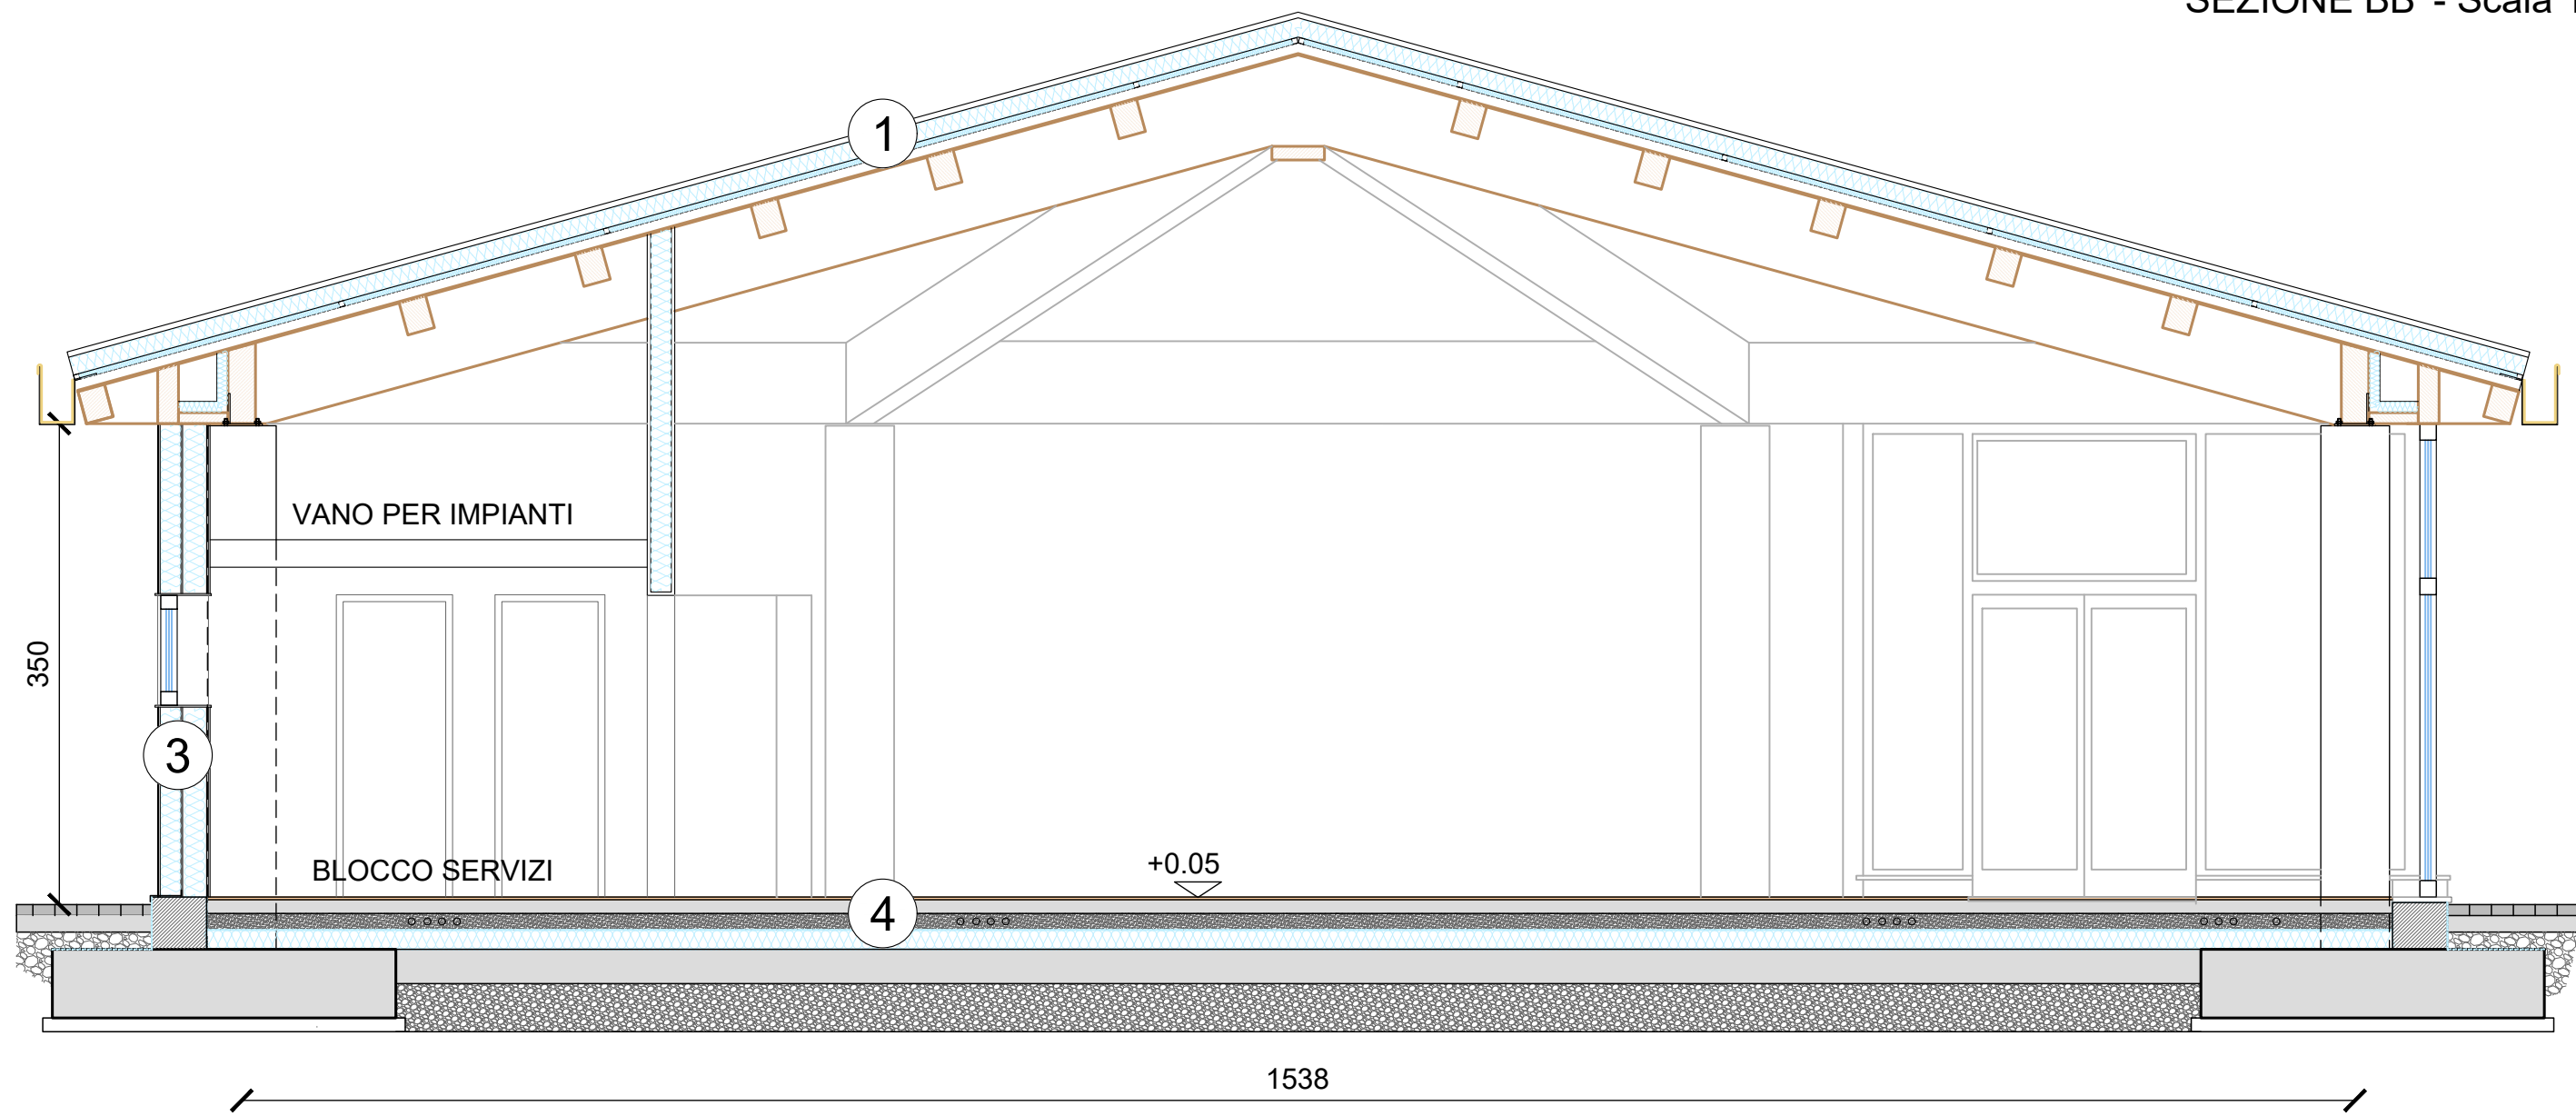 SEZIONE BB' - Scala
1
VANO PER IMPIANTI
350
3
BLOCCO SERVIZI
+0.05
4
1538